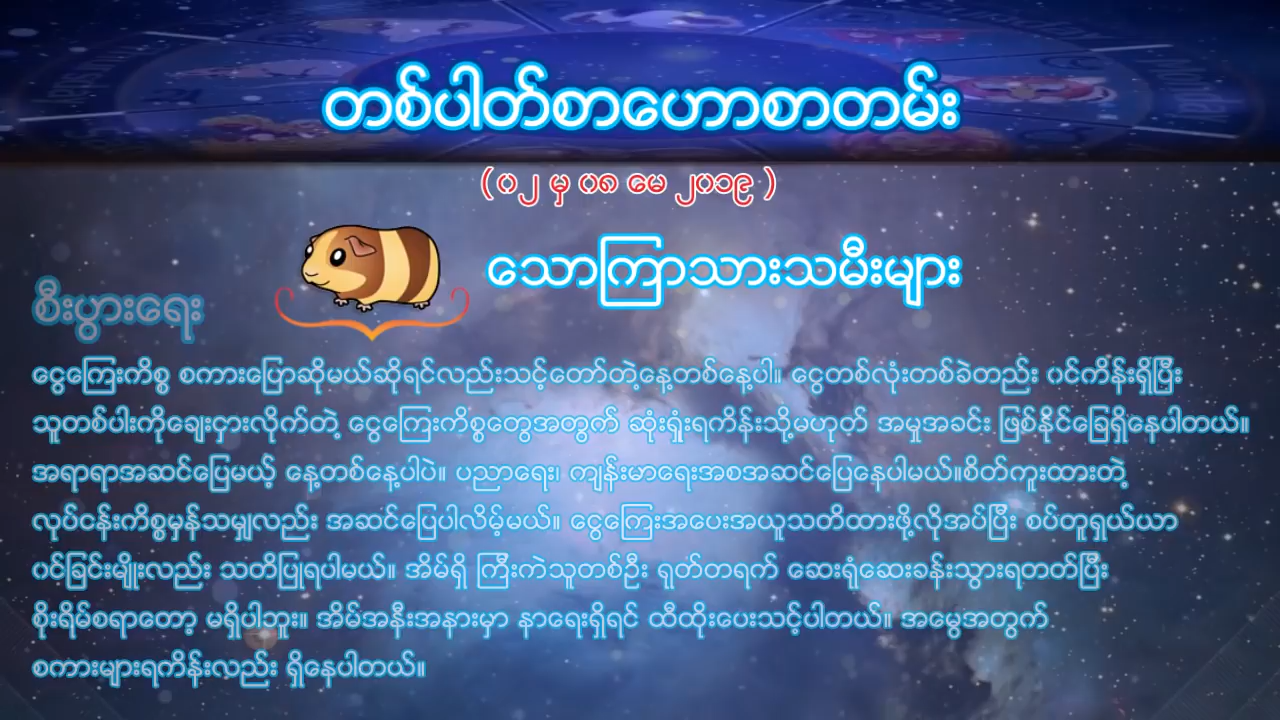 တစ်ပါတ်စာဟောစာတမ်း
( ၀၂ မှ ၀၈ မေ ၂၀၁၉ )
သောကြာသားသမီးများ
စီးပွားရေး
ငွေကြေးကိစ္စ စကားပြောဆိုမယ်ဆိုရင်လည်းသင့်တော်တဲ့နေ့တစ်နေ့ပါ။ ငွေတစ်လုံးတစ်ခဲတည်း ဝင်ကိန်းရှိပြီး
သူတစ်ပါးကိုချေးငှားလိုက်တဲ့ ငွေကြေးကိစ္စတွေအတွက် ဆုံးရှုံးရကိန်းသို့မဟုတ် အမှုအခင်း ဖြစ်နိုင်ခြေရှိနေပါတယ်။
အရာရာအဆင်ပြေမယ့် နေ့တစ်နေ့ပါပဲ။ ပညာရေး၊ ကျန်းမာရေးအစအဆင်ပြေနေပါမယ်။စိတ်ကူးထားတဲ့
လုပ်ငန်းကိစ္စမှန်သမျှလည်း အဆင်ပြေပါလိမ့်မယ်။ ငွေကြေးအပေးအယူသတိထားဖို့လိုအပ်ပြီး စပ်တူရှယ်ယာ
ဝင်ခြင်းမျိုးလည်း သတိပြုရပါမယ်။ အိမ်ရှိ ကြီးကဲသူတစ်ဦး ရုတ်တရက် ဆေးရုံဆေးခန်းသွားရတတ်ပြီး
စိုးရိမ်စရာတော့ မရှိပါဘူး။ အိမ်အနီးအနားမှာ နာရေးရှိရင် ထီထိုးပေးသင့်ပါတယ်။ အမွေအတွက်
စကားများရကိန်းလည်း ရှိနေပါတယ်။